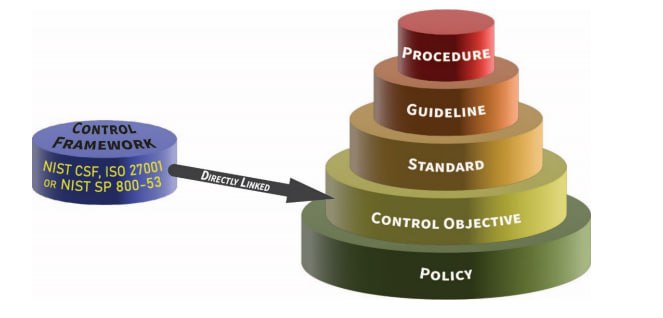 CONTROL
FRAMEWORK
NIST CSF, ISO 27001
OR NIST SP 800-53
DIRECTLY LINKED
PROCEDURE
GUIDELINE
STANDARD
CONTROL OBJECTIVE
POLICY